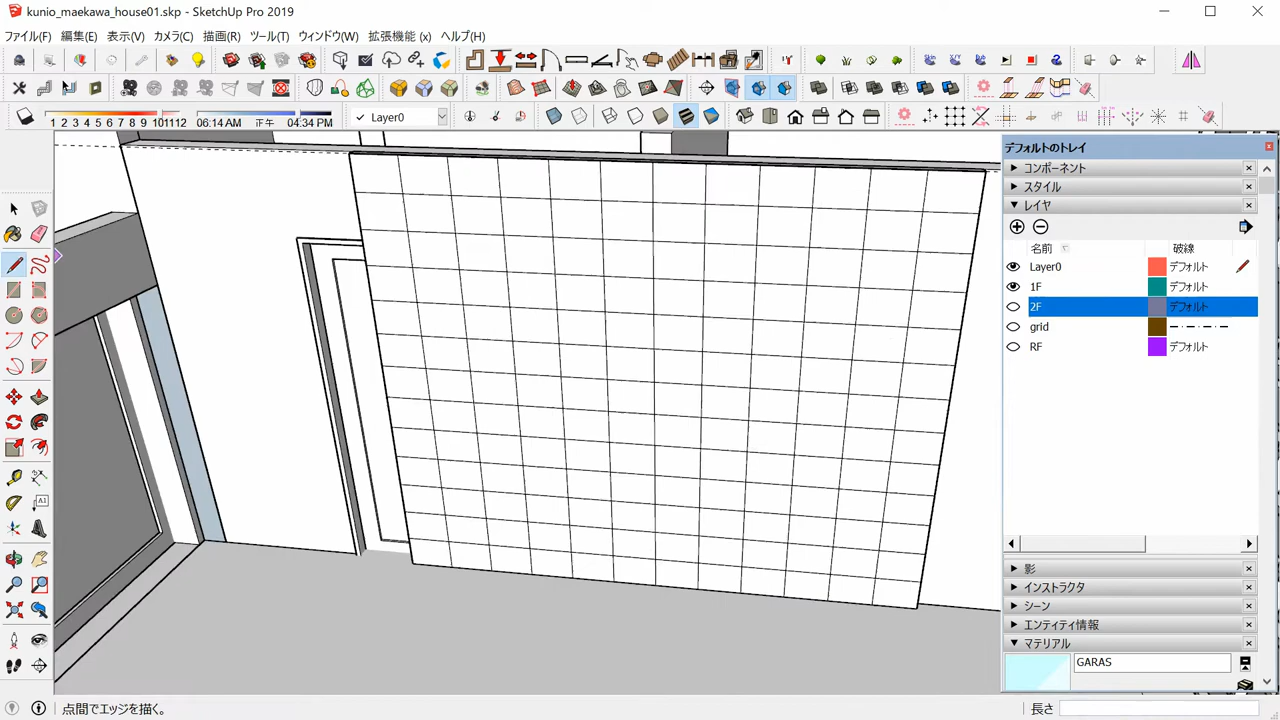 kunio_maekawa_house01.skp - SketchUp Pro 2019
ファイル(F) 編集(E) 表示(V) カメラ(C) 描画(R) ツール(T) ウィンドウ(W) 拡張機能 (x) ヘルプ(H)
1 2 3 4 5 6 7 8 9 101112 06:14 AM 正午 04:34 PM Layer0
デフォルトのトレイ
コンポーネント
スタイル
レイヤ
名前 破線
Layer0 デフォルト
1F デフォルト
2F デフォルト
grid
RF デフォルト
A1
影
インストラクタ
シーン
エンティティ情報
マテリアル
GARAS
点間でエッジを描く。 長さ